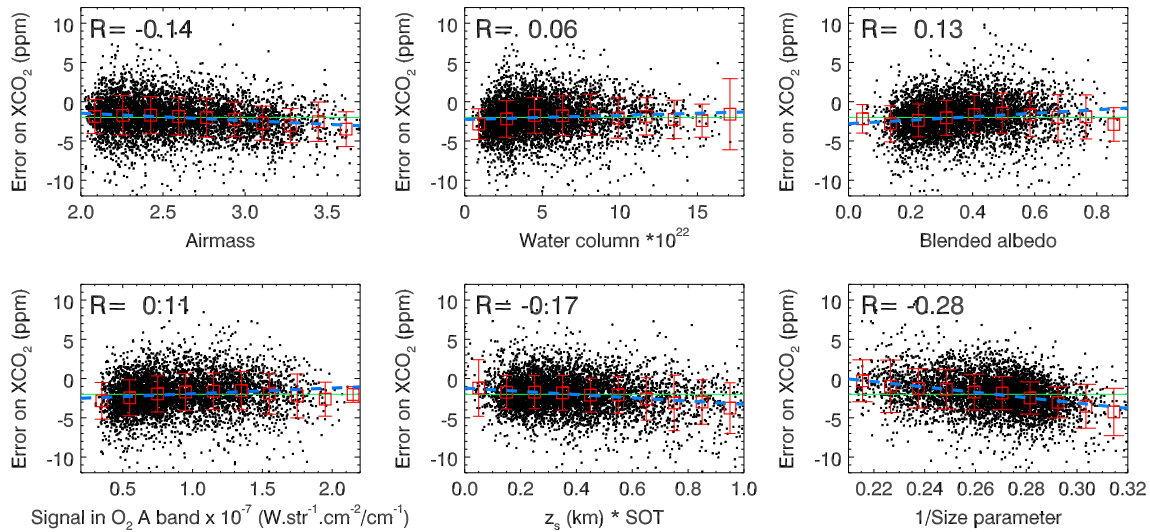 R= -0.14
Error on XCO2 (ppm)
5
0
-5
-10
2.0 2.5 3.0 3.5
Airmass
R= 0.06
Error on XCO2 (ppm)
5
0
-5
-10
0 5 10 15
Water column *10^22
R= 0.13
Error on XCO2 (ppm)
5
0
-5
-10
0.0 0.2 0.4 0.6 0.8
Blended albedo
R= 0.11
Error on XCO2 (ppm)
5
0
-5
-10
0.5 1.0 1.5 2.0
Signal in O2 A band x 10^-7 (W.str^-1.cm^-2/cm^-1)
R= -0.17
Error on XCO2 (ppm)
5
0
-5
-10
0.0 0.2 0.4 0.6 0.8 1.0
zs (km) * SOT
R= -0.28
Error on XCO2 (ppm)
5
0
-5
-10
0.22 0.24 0.26 0.28 0.30 0.32
1/Size parameter